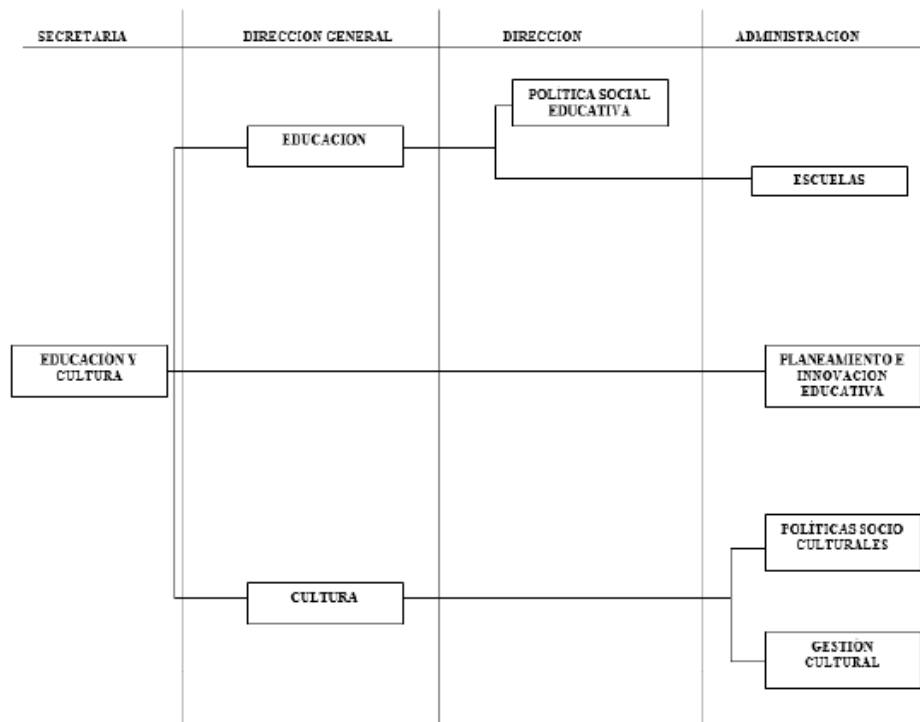 SECRETARIA
DIRECCION GENERAL
DIRECCION
ADMINISTRACION
POLÍTICA SOCIAL
EDUCATIVA
EDUCACION
ESCUELAS
EDUCACIÓN Y
CULTURA
PLANEAMIENTO E
INNOVACION
EDUCATIVA
POLÍTICAS SOCIO
CULTURALES
CULTURA
GESTIÓN
CULTURAL